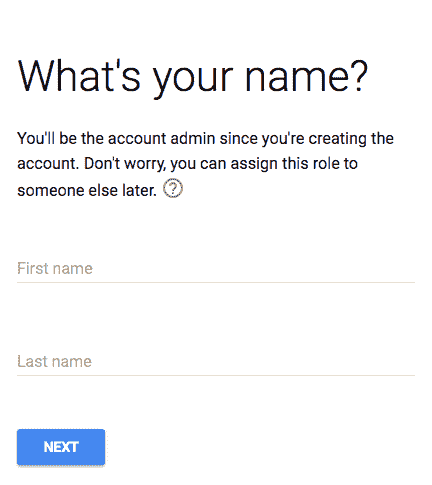 What's your name?
You'll be the account admin since you're creating the
account. Don't worry, you can assign this role to
someone else later. ?
First name
Last name
NEXT